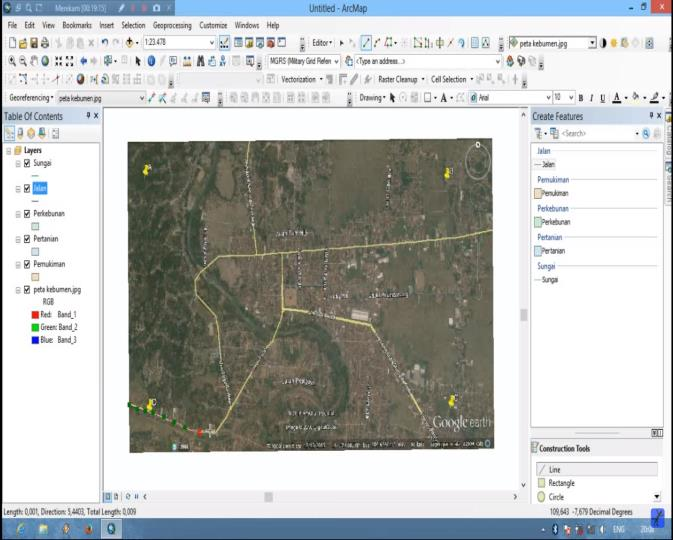 Merekam [00:19:15]
Untitled - ArcMap
File Edit View Bookmarks Insert Selection Geoprocessing Customize Windows Help
1:23.478
Editor
peta kebumen.jpg
MGRS (Military Grid Refere
<Type an address...>
Vectorization
Raster Cleanup
Cell Selection
Georeferencing
peta kebumen.jpg
Drawing
A
Arial
10
B I U A
Table Of Contents
Layers
Sungai
Jalan
Perkebunan
Pertanian
Pemukiman
peta kebumen.jpg
RGB
Red: Band_1
Green: Band_2
Blue: Band_3
A
B
C
D
Google earth
Create Features
<Search>
Jalan
Jalan
Pemukiman
Pemukiman
Perkebunan
Perkebunan
Pertanian
Pertanian
Sungai
Sungai
Catalog
Search
Construction Tools
Line
Rectangle
Circle
Length: 0,001, Direction: 5,4403, Total Length: 0,009
109,643 -7,679 Decimal Degrees
ENG